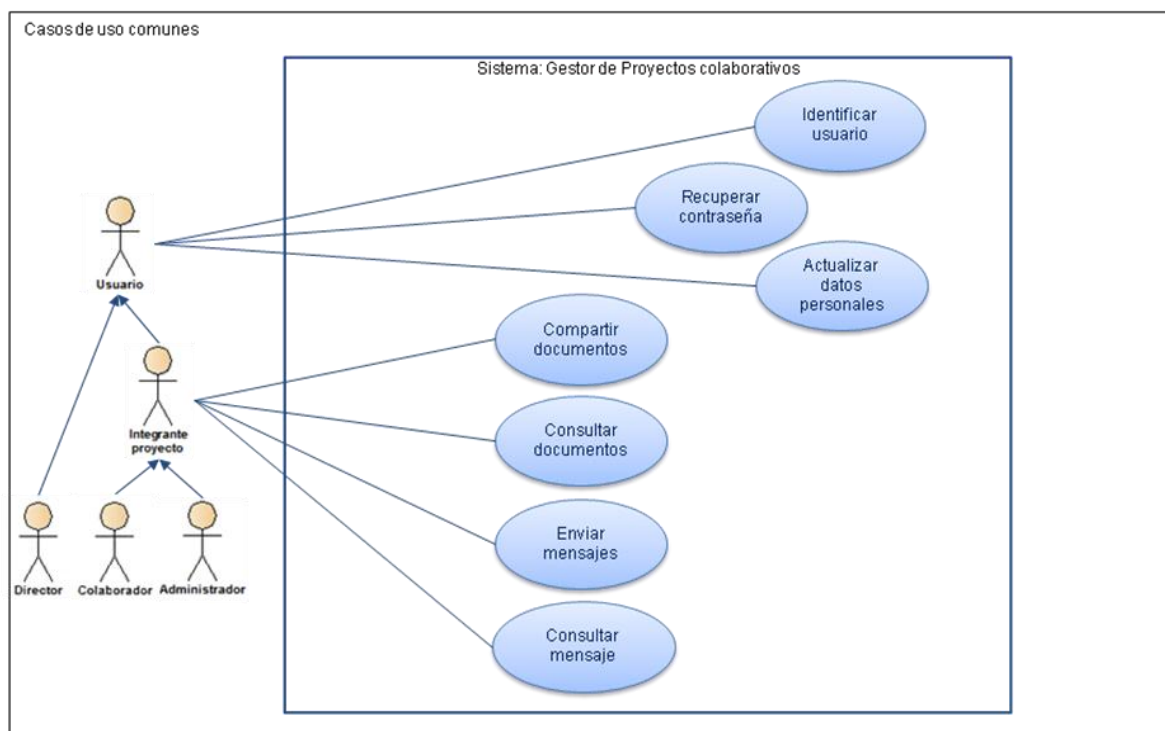 Casos de uso comunes
Sistema: Gestor de Proyectos colaborativos
Identificar
usuario
Recuperar
contraseña
Usuario
Actualizar
datos
personales
Compartir
documentos
Integrante
proyecto
Consultar
documentos
Enviar
mensajes
Director
Colaborador
Administrador
Consultar
mensaje